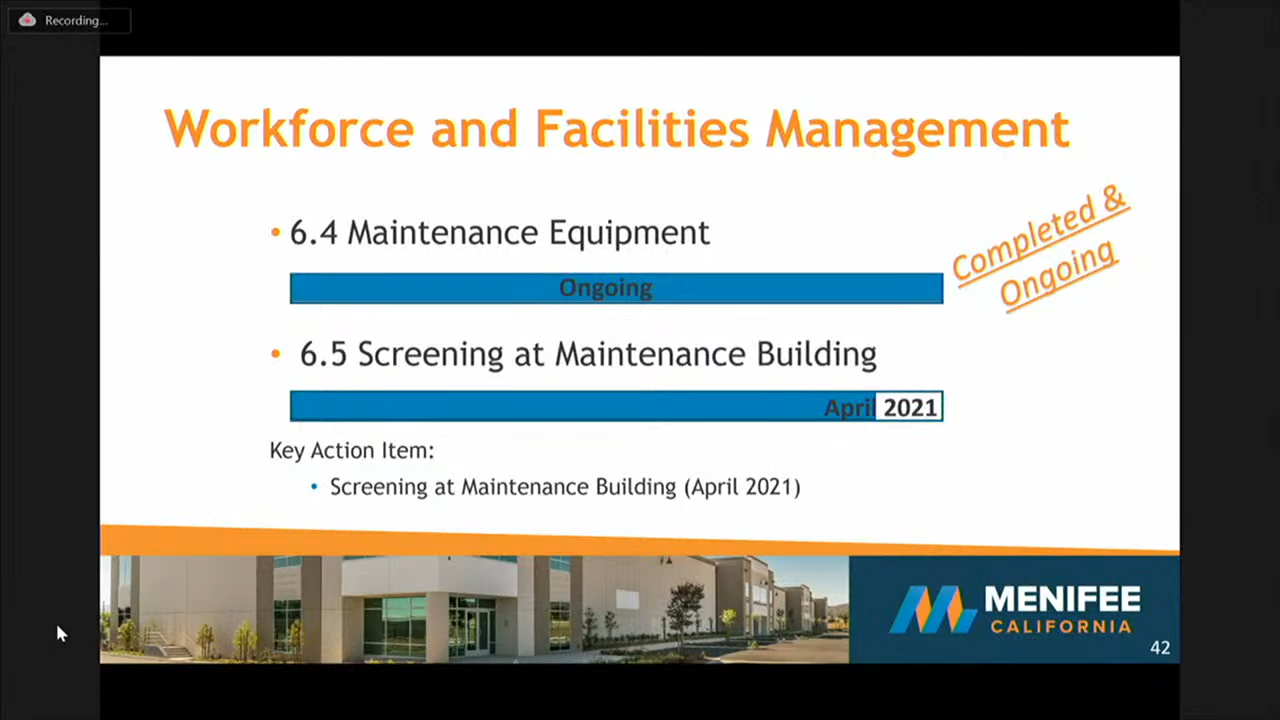 Recording...
Workforce and Facilities Management
• 6.4 Maintenance Equipment
Ongoing
Completed &
Ongoing
• 6.5 Screening at Maintenance Building
April 2021
Key Action Item:
• Screening at Maintenance Building (April 2021)
MENIFEE
CALIFORNIA
42